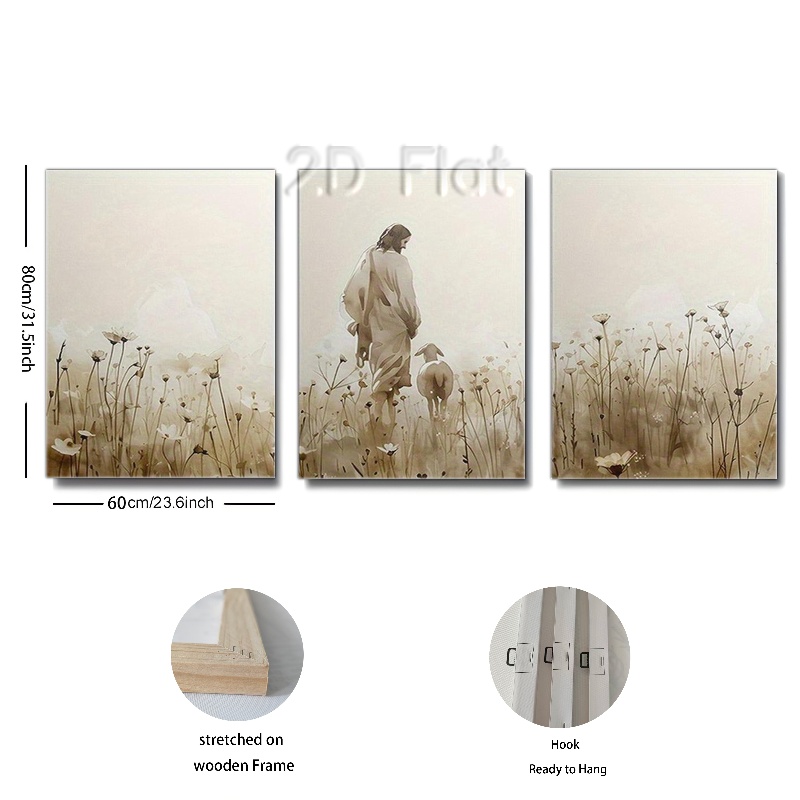 2D Flat
80cm/31.5inch
60cm/23.6inch
stretched on
wooden Frame
Hook
Ready to Hang